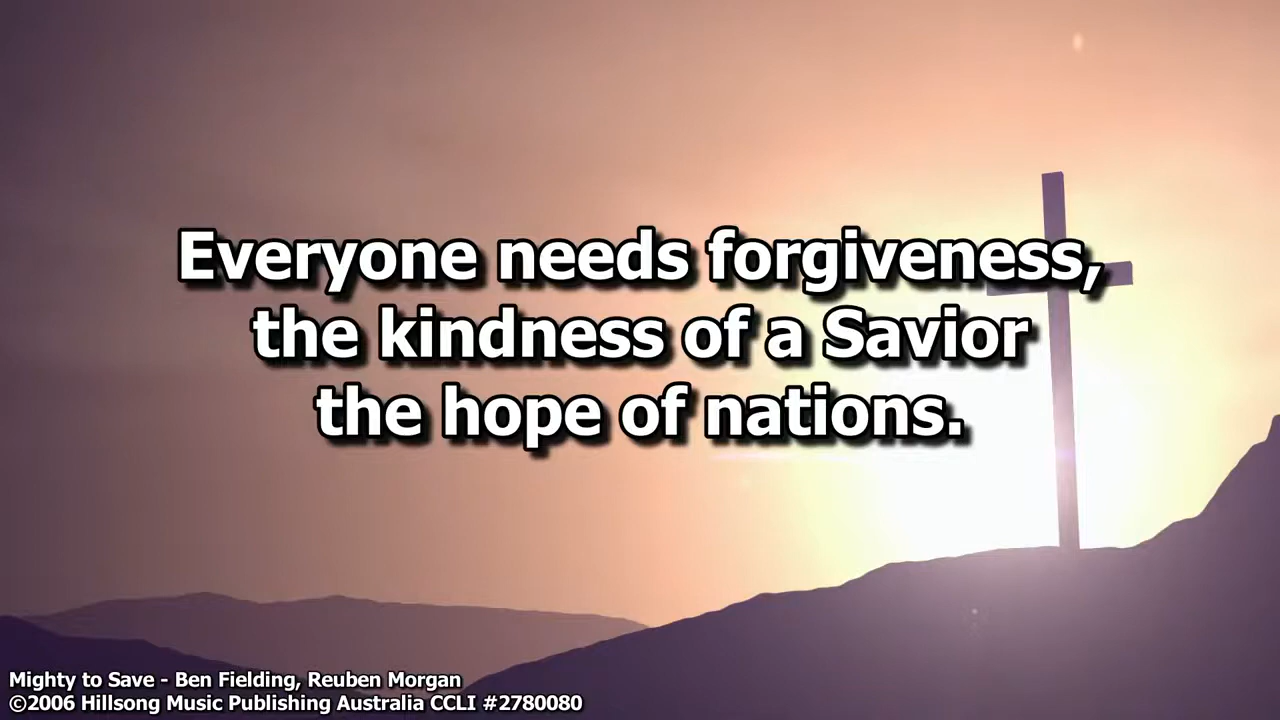 Everyone needs forgiveness,
the kindness of a Savior
the hope of nations.
Mighty to Save - Ben Fielding, Reuben Morgan
©2006 Hillsong Music Publishing Australia CCLI #2780080